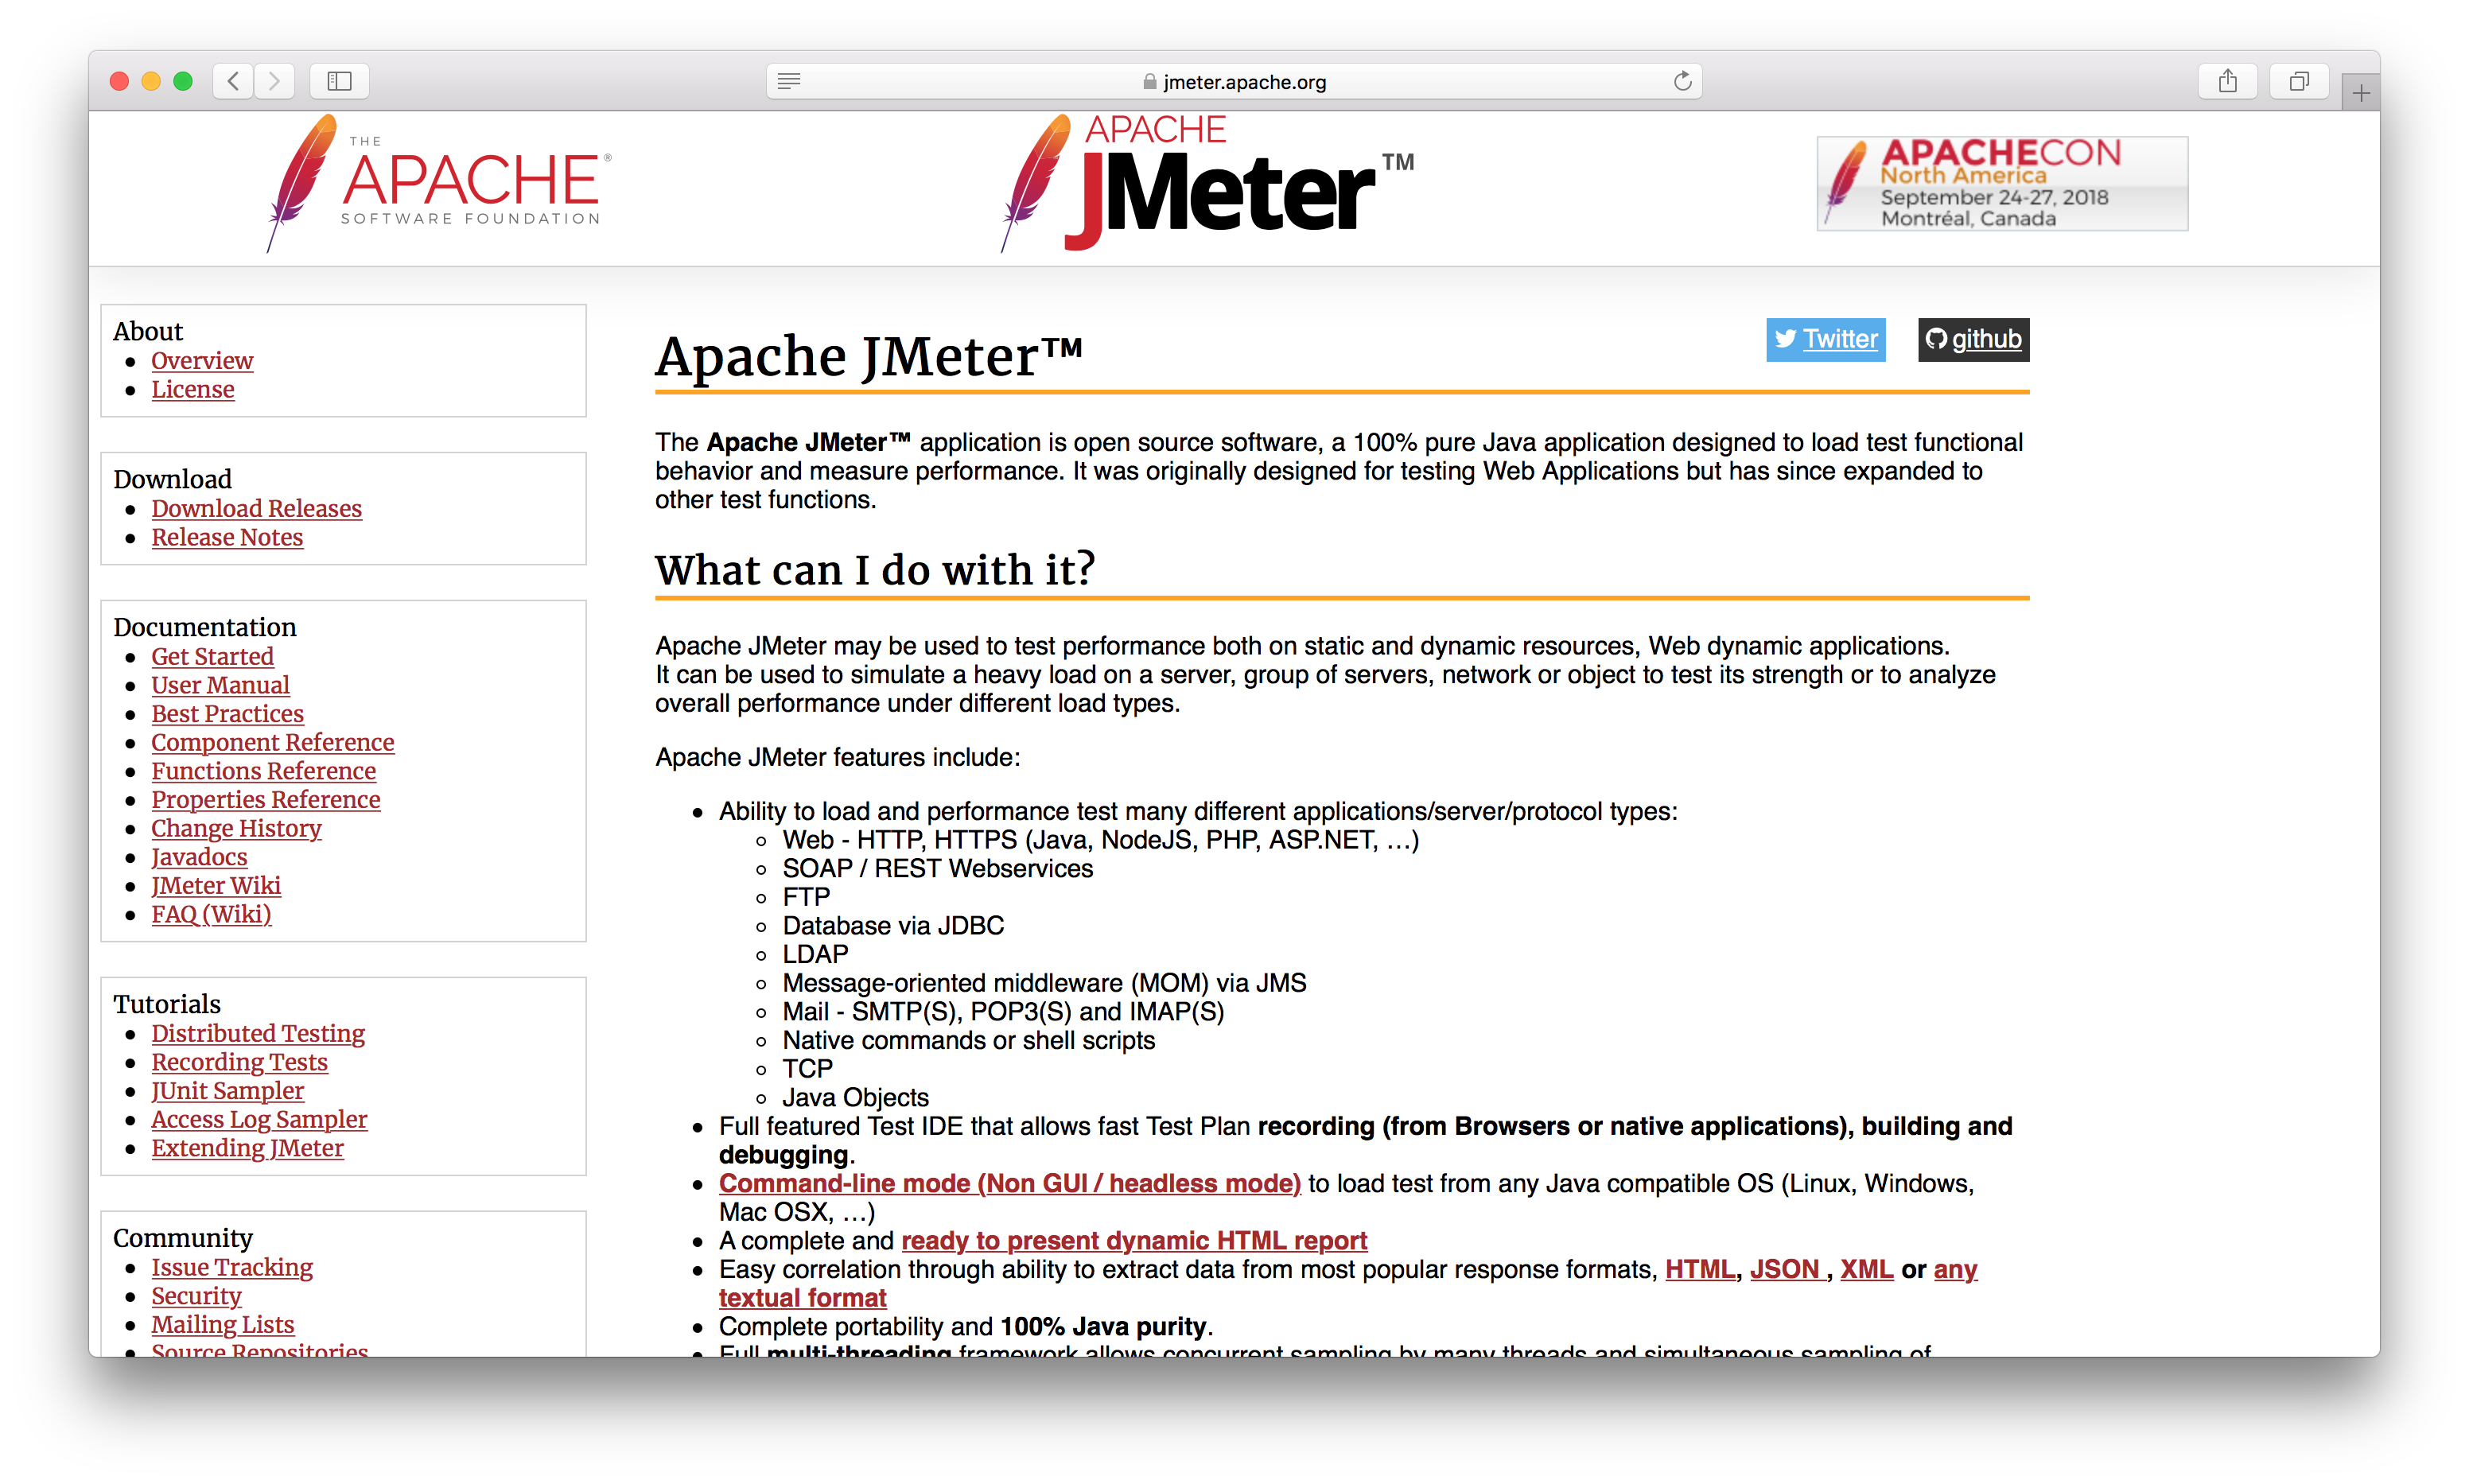 jmeter.apache.org
THE
APACHE®
SOFTWARE FOUNDATION
APACHE
JMeter™
APACHECON
North America
September 24-27, 2018
Montréal, Canada
About
Overview
License
Download
Download Releases
Release Notes
Documentation
Get Started
User Manual
Best Practices
Component Reference
Functions Reference
Properties Reference
Change History
Javadocs
JMeter Wiki
FAQ (Wiki)
Tutorials
Distributed Testing
Recording Tests
JUnit Sampler
Access Log Sampler
Extending JMeter
Community
Issue Tracking
Security
Mailing Lists
Source Repositories
Twitter
github
Apache JMeter™
The Apache JMeter™ application is open source software, a 100% pure Java application designed to load test functional
behavior and measure performance. It was originally designed for testing Web Applications but has since expanded to
other test functions.
What can I do with it?
Apache JMeter may be used to test performance both on static and dynamic resources, Web dynamic applications.
It can be used to simulate a heavy load on a server, group of servers, network or object to test its strength or to analyze
overall performance under different load types.
Apache JMeter features include:
Ability to load and performance test many different applications/server/protocol types:
Web - HTTP, HTTPS (Java, NodeJS, PHP, ASP.NET, …)
SOAP / REST Webservices
FTP
Database via JDBC
LDAP
Message-oriented middleware (MOM) via JMS
Mail - SMTP(S), POP3(S) and IMAP(S)
Native commands or shell scripts
TCP
Java Objects
Full featured Test IDE that allows fast Test Plan recording (from Browsers or native applications), building and
debugging.
Command-line mode (Non GUI / headless mode) to load test from any Java compatible OS (Linux, Windows,
Mac OSX, …)
A complete and ready to present dynamic HTML report
Easy correlation through ability to extract data from most popular response formats, HTML, JSON , XML or any
textual format
Complete portability and 100% Java purity.
Full multi-threading framework allows concurrent sampling by many threads and simultaneous sampling of